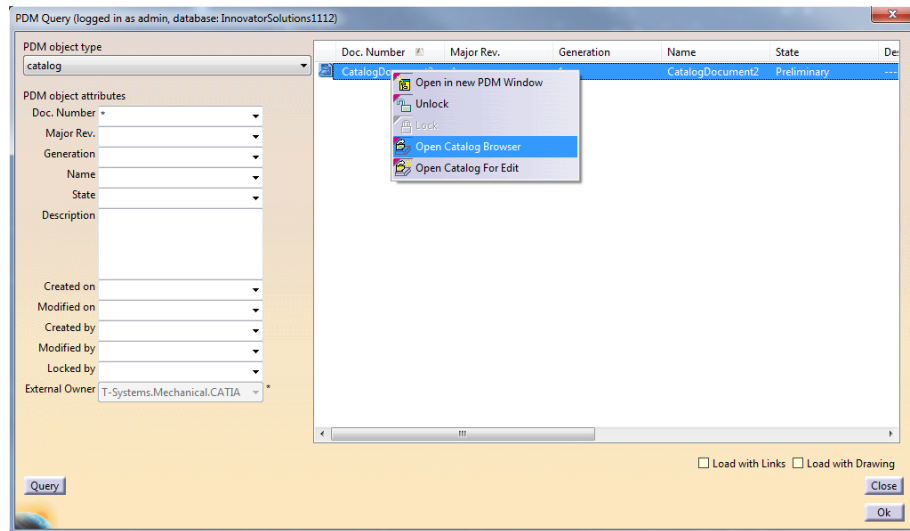 PDM Query (logged in as admin, database: InnovatorSolutions1112)
PDM object type
catalog
PDM object attributes
Doc. Number *
Major Rev.
Generation
Name
State
Description
Created on
Modified on
Created by
Modified by
Locked by
External Owner T-Systems.Mechanical.CATIA *
Query
Doc. Number Major Rev. Generation Name State De
CatalogDo CatalogDocument2 Preliminary ---
Open in new PDM Window
Unlock
Lock
Open Catalog Browser
Open Catalog For Edit
Load with Links Load with Drawing
Close
Ok